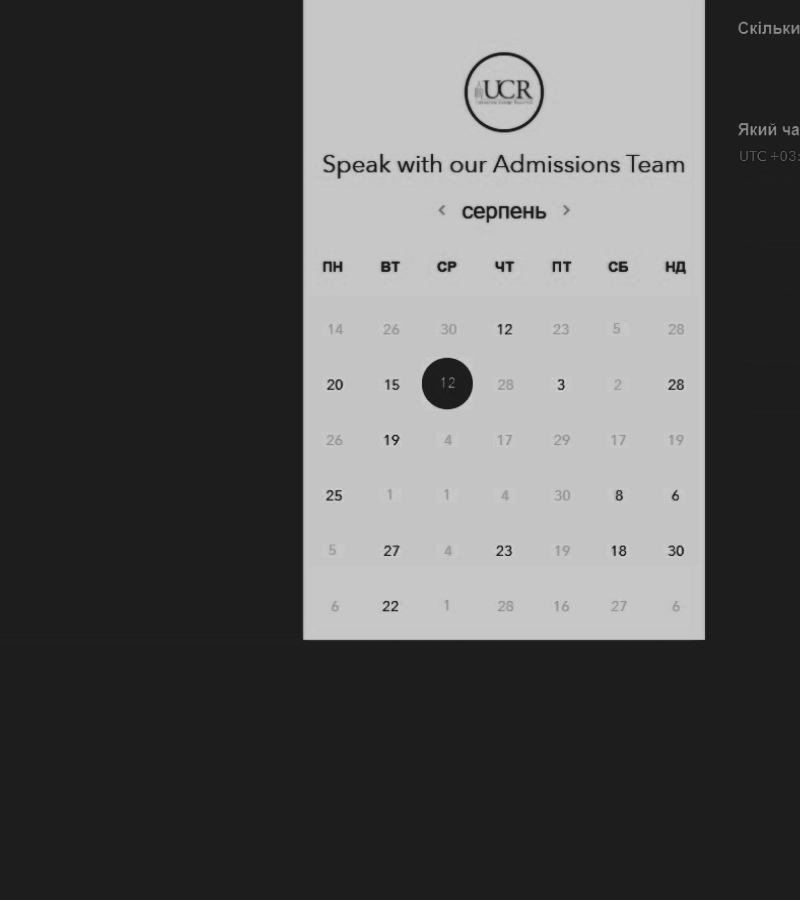 Скільки
UCR
Speak with our Admissions Team
Який ча
UTC +03:
< серпень >
ПН ВТ СР ЧТ ПТ СБ НД
14 26 30 12 23 5 28
20 15 12 28 3 2 28
26 19 4 17 29 17 19
25 1 1 4 30 8 6
5 27 4 23 19 18 30
6 22 1 28 16 27 6